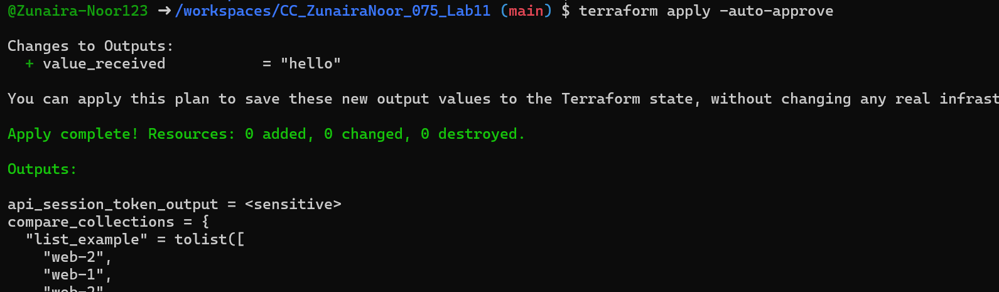 @Zunaira-Noor123 ➜ /workspaces/CC_ZunairaNoor_075_Lab11 (main) $ terraform apply -auto-approve
Changes to Outputs:
+ value_received = "hello"
You can apply this plan to save these new output values to the Terraform state, without changing any real
Apply complete! Resources: 0 added, 0 changed, 0 destroyed.
Outputs:
api_session_token_output = <sensitive>
compare_collections = {
"list_example" = tolist([
"web-2",
"web-1",
"web-2"